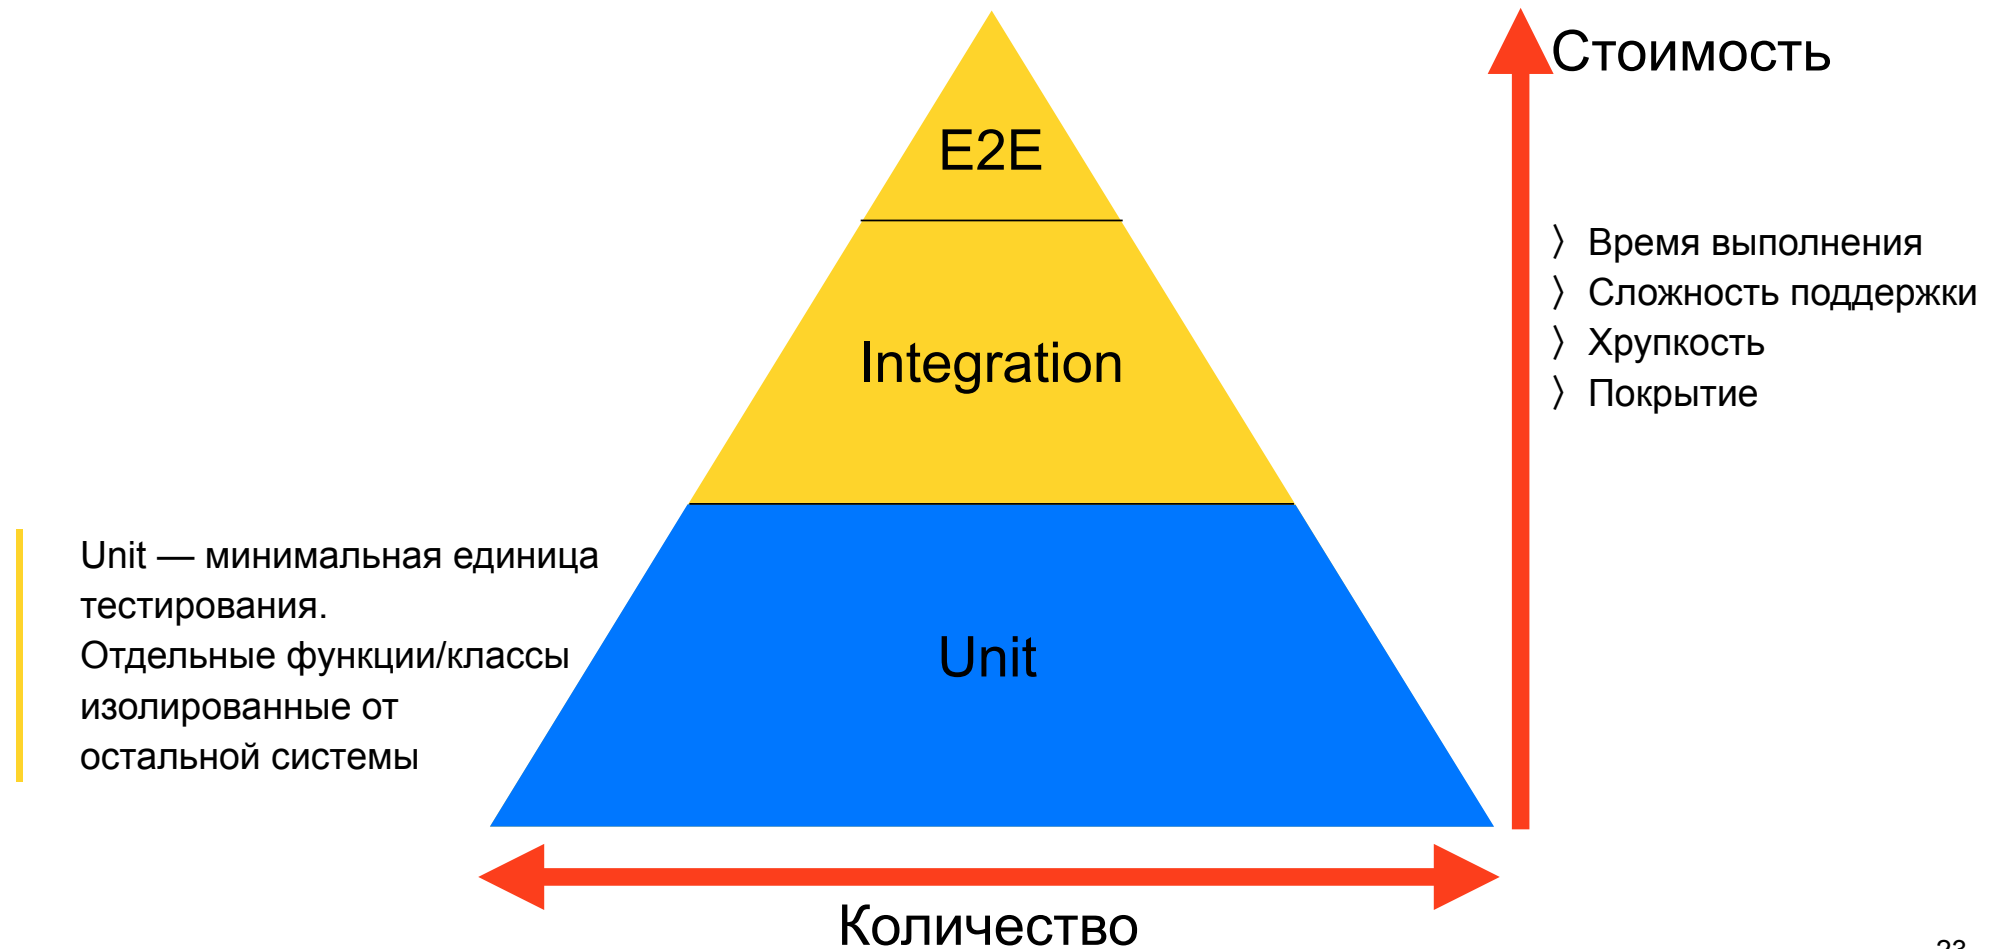 Стоимость
E2E
〉 Время выполнения
〉 Сложность поддержки
〉 Хрупкость
〉 Покрытие
Integration
Unit — минимальная единица
тестирования.
Отдельные функции/классы
изолированные от
остальной системы
Unit
Количество
23